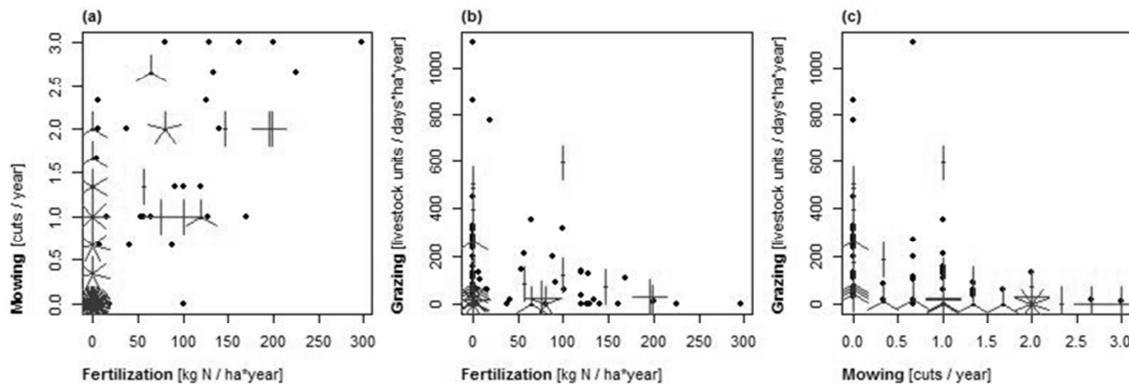 (a)
Mowing [cuts / year]
3.0
2.5
2.0
1.5
1.0
0.5
0.0
0 50 100 150 200 250 300
Fertilization [kg N / ha*year]
(b)
Grazing [livestock units / days*ha*year]
1000
800
600
400
200
0
0 50 100 150 200 250 300
Fertilization [kg N / ha*year]
(c)
Grazing [livestock units / days*ha*year]
1000
800
600
400
200
0
0.0 0.5 1.0 1.5 2.0 2.5 3.0
Mowing [cuts / year]